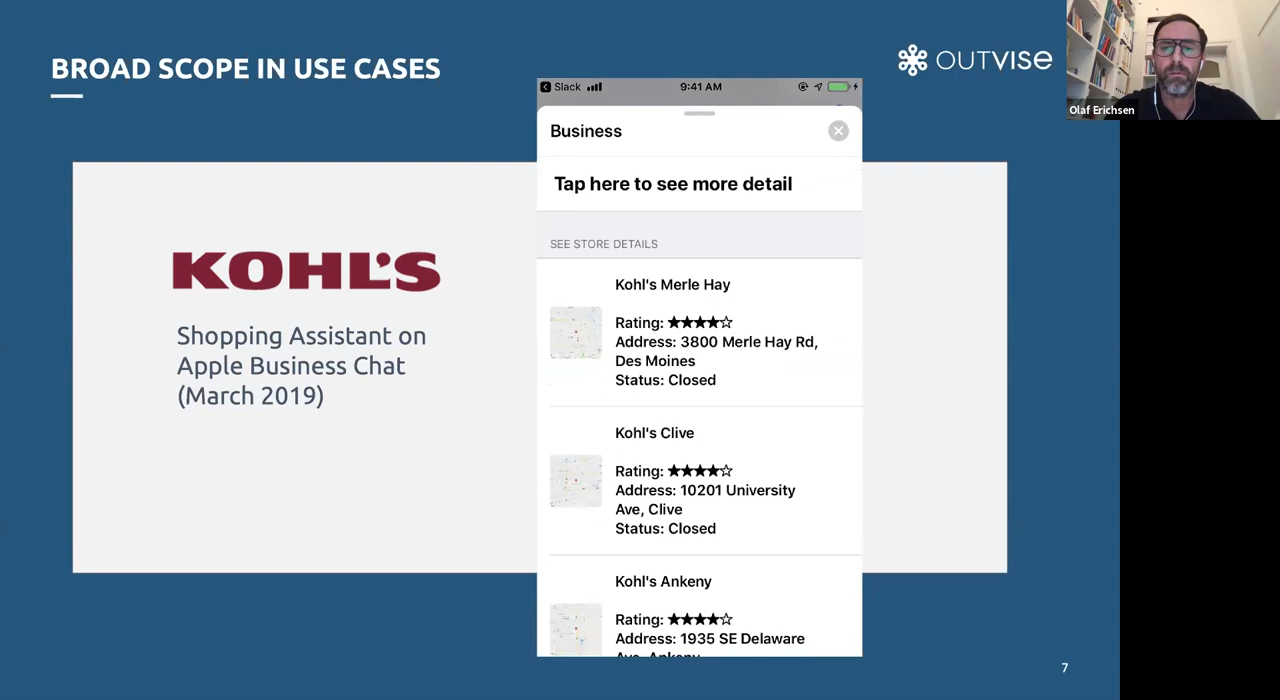 BROAD SCOPE IN USE CASES
OUTVISE
Olaf Erichsen
KOHL'S
Shopping Assistant on
Apple Business Chat
(March 2019)
Slack
9:41 AM
Business
Tap here to see more detail
SEE STORE DETAILS
Kohl's Merle Hay
Rating: ★★★★☆
Address: 3800 Merle Hay Rd,
Des Moines
Status: Closed
Kohl's Clive
Rating: ★★★★☆
Address: 10201 University
Ave, Clive
Status: Closed
Kohl's Ankeny
Rating: ★★★★☆
Address: 1935 SE Delaware
Ave, Ankeny
7